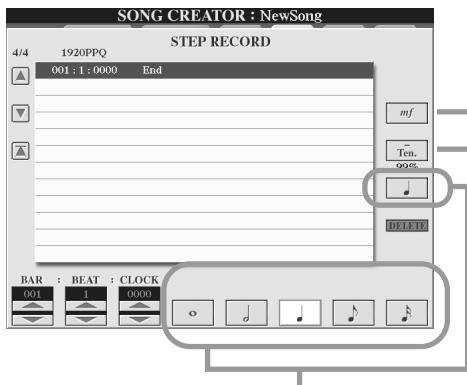 SONG CREATOR : NewSong
STEP RECORD
4/4 1920PPQ
001 : 1 : 0000 End
mf
Ten.
99%
DELETE
BAR : BEAT : CLOCK
001 1 0000